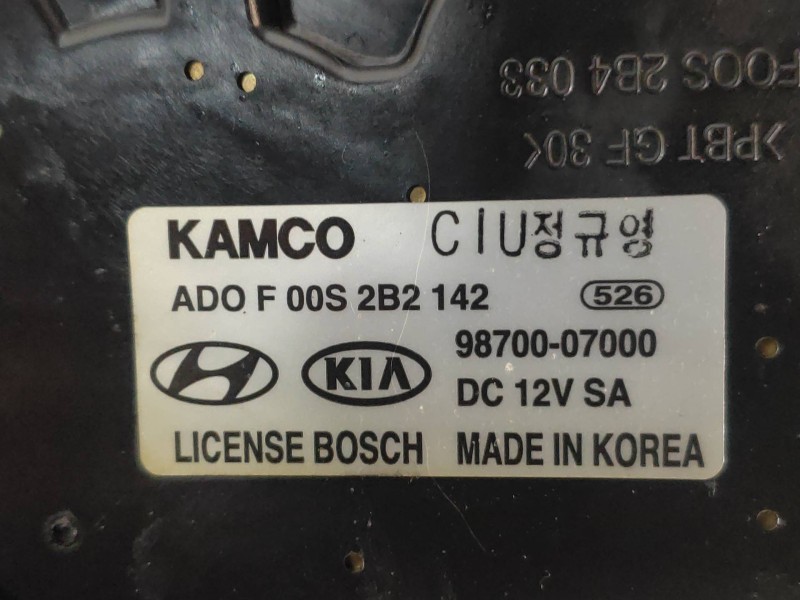 FOOS 2B4 033
>PBT GF 30<
KAMCO CIU정규영
ADO F 00S 2B2 142 526
98700-07000
KIA
DC 12V SA
LICENSE BOSCH MADE IN KOREA